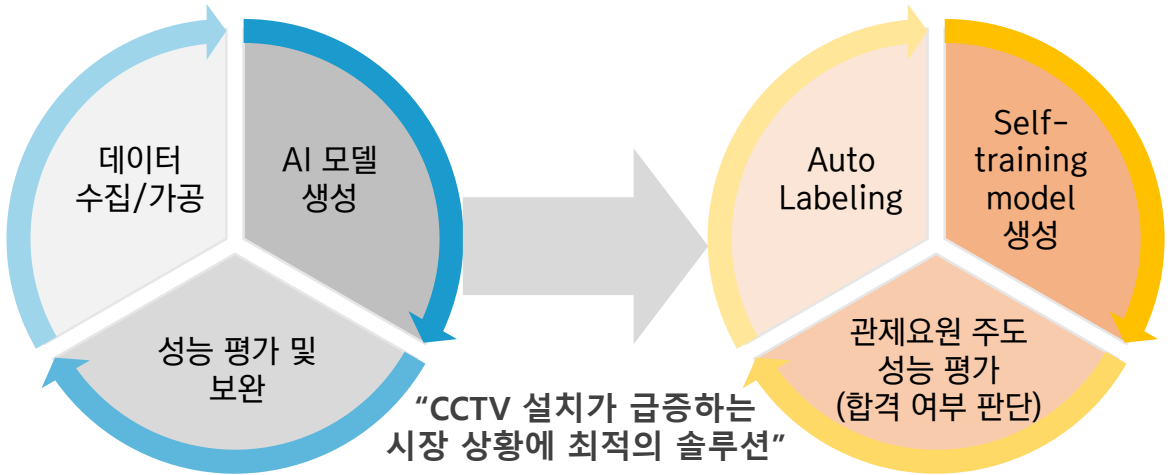 데이터
수집/가공
AI 모델
생성
성능 평가 및
보완
Auto
Labeling
Self-
training
model
생성
관제요원 주도
성능 평가
(합격 여부 판단)
“CCTV 설치가 급증하는
시장 상황에 최적의 솔루션”